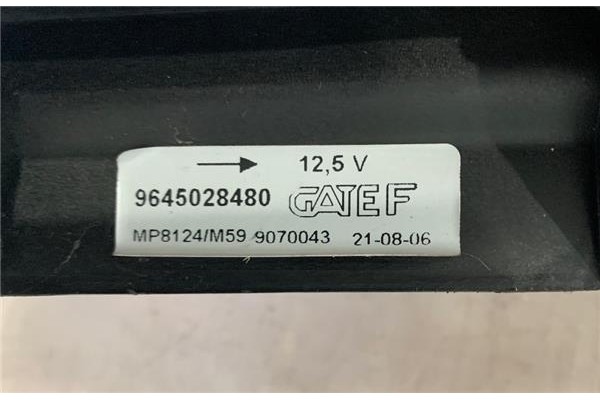 → 12,5 V
9645028480 GATE F
MP8124/M59 9070043 21-08-06